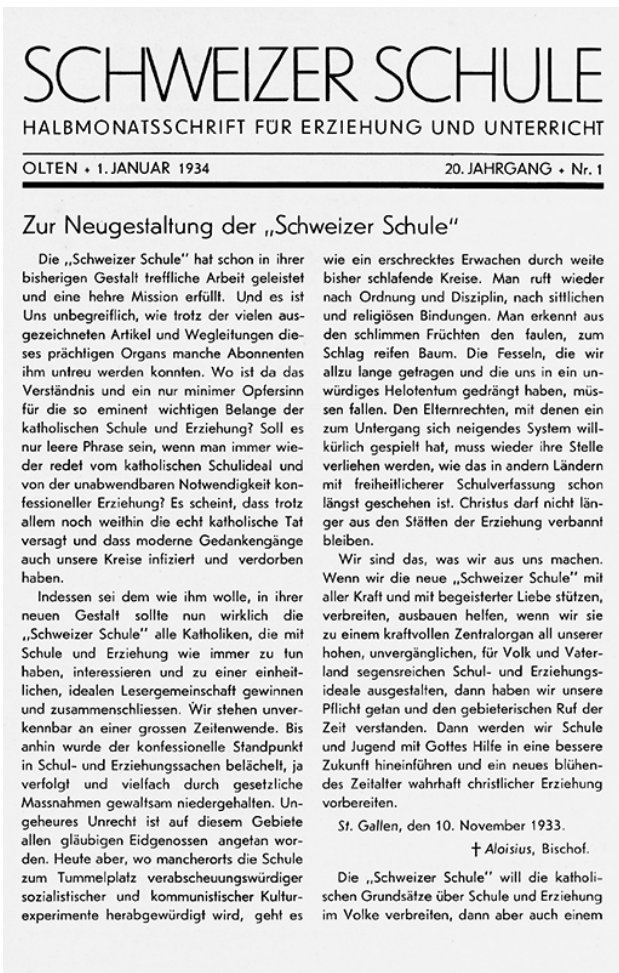 SCHWEIZER SCHULE
HALBMONATSSCHRIFT FÜR ERZIEHUNG UND UNTERRICHT
OLTEN + 1. JANUAR 1934 20. JAHRGANG + Nr. 1
Zur Neugestaltung der „Schweizer Schule"
Die „Schweizer Schule" hat schon in ihrer
bisherigen Gestalt treffliche Arbeit geleistet
und eine hehre Mission erfüllt. Und es ist
Uns unbegreiflich, wie trotz der vielen aus-
gezeichneten Artikel und Wegleitungen die-
ses prächtigen Organs manche Abonnenten
ihm untreu werden konnten. Wo ist da das
Verständnis und ein nur minimer Opfersinn
für die so eminent wichtigen Belange der
katholischen Schule und Erziehung? Soll es
nur leere Phrase sein, wenn man immer wie-
der redet vom katholischen Schulideal und
von der unabwendbaren Notwendigkeit kon-
fessioneller Erziehung? Es scheint, dass trotz
allem noch weithin die echt katholische Tat
versagt und dass moderne Gedankengänge
auch unsere Kreise infiziert und verdorben
haben.
Indessen sei dem wie ihm wolle, in ihrer
neuen Gestalt sollte nun wirklich die
„Schweizer Schule" alle Katholiken, die mit
Schule und Erziehung wie immer zu tun
haben, interessieren und zu einer einheit-
lichen, idealen Lesergemeinschaft gewinnen
und zusammenschliessen. Wir stehen unver-
kennbar an einer grossen Zeitenwende. Bis
anhin wurde der konfessionelle Standpunkt
in Schul- und Erziehungssachen belächelt, ja
verfolgt und vielfach durch gesetzliche
Massnahmen gewaltsam niedergehalten. Un-
geheures Unrecht ist auf diesem Gebiete
allen gläubigen Eidgenossen angetan wor-
den. Heute aber, wo mancherorts die Schule
zum Tummelplatz verabscheuungswürdiger
sozialistischer und kommunistischer Kultur-
experimente herabgewürdigt wird, geht es
wie ein erschrecktes Erwachen durch weite
bisher schlafende Kreise. Man ruft wieder
nach Ordnung und Disziplin, nach sittlichen
und religiösen Bindungen. Man erkennt aus
den schlimmen Früchten den faulen, zum
Schlag reifen Baum. Die Fesseln, die wir
allzu lange getragen und die uns in ein un-
würdiges Helotentum gedrängt haben, müs-
sen fallen. Den Elternrechten, mit denen ein
zum Untergang sich neigendes System will-
kürlich gespielt hat, muss wieder ihre Stelle
verliehen werden, wie das in andern Ländern
mit freiheitlicherer Schulverfassung schon
längst geschehen ist. Christus darf nicht län-
ger aus den Stätten der Erziehung verbannt
bleiben.
Wir sind das, was wir aus uns machen.
Wenn wir die neue „Schweizer Schule" mit
aller Kraft und mit begeisterter Liebe stützen,
verbreiten, ausbauen helfen, wenn wir sie
zu einem kraftvollen Zentralorgan all unserer
hohen, unvergänglichen, für Volk und Vater-
land segensreichen Schul- und Erziehungs-
ideale ausgestalten, dann haben wir unsere
Pflicht getan und den gebieterischen Ruf der
Zeit verstanden. Dann werden wir Schule
und Jugend mit Gottes Hilfe in eine bessere
Zukunft hineinführen und ein neues blühen-
des Zeitalter wahrhaft christlicher Erziehung
vorbereiten.
St. Gallen, den 10. November 1933.
† Aloisius, Bischof.
Die „Schweizer Schule" will die katholi-
schen Grundsätze über Schule und Erziehung
im Volke verbreiten, dann aber auch einem